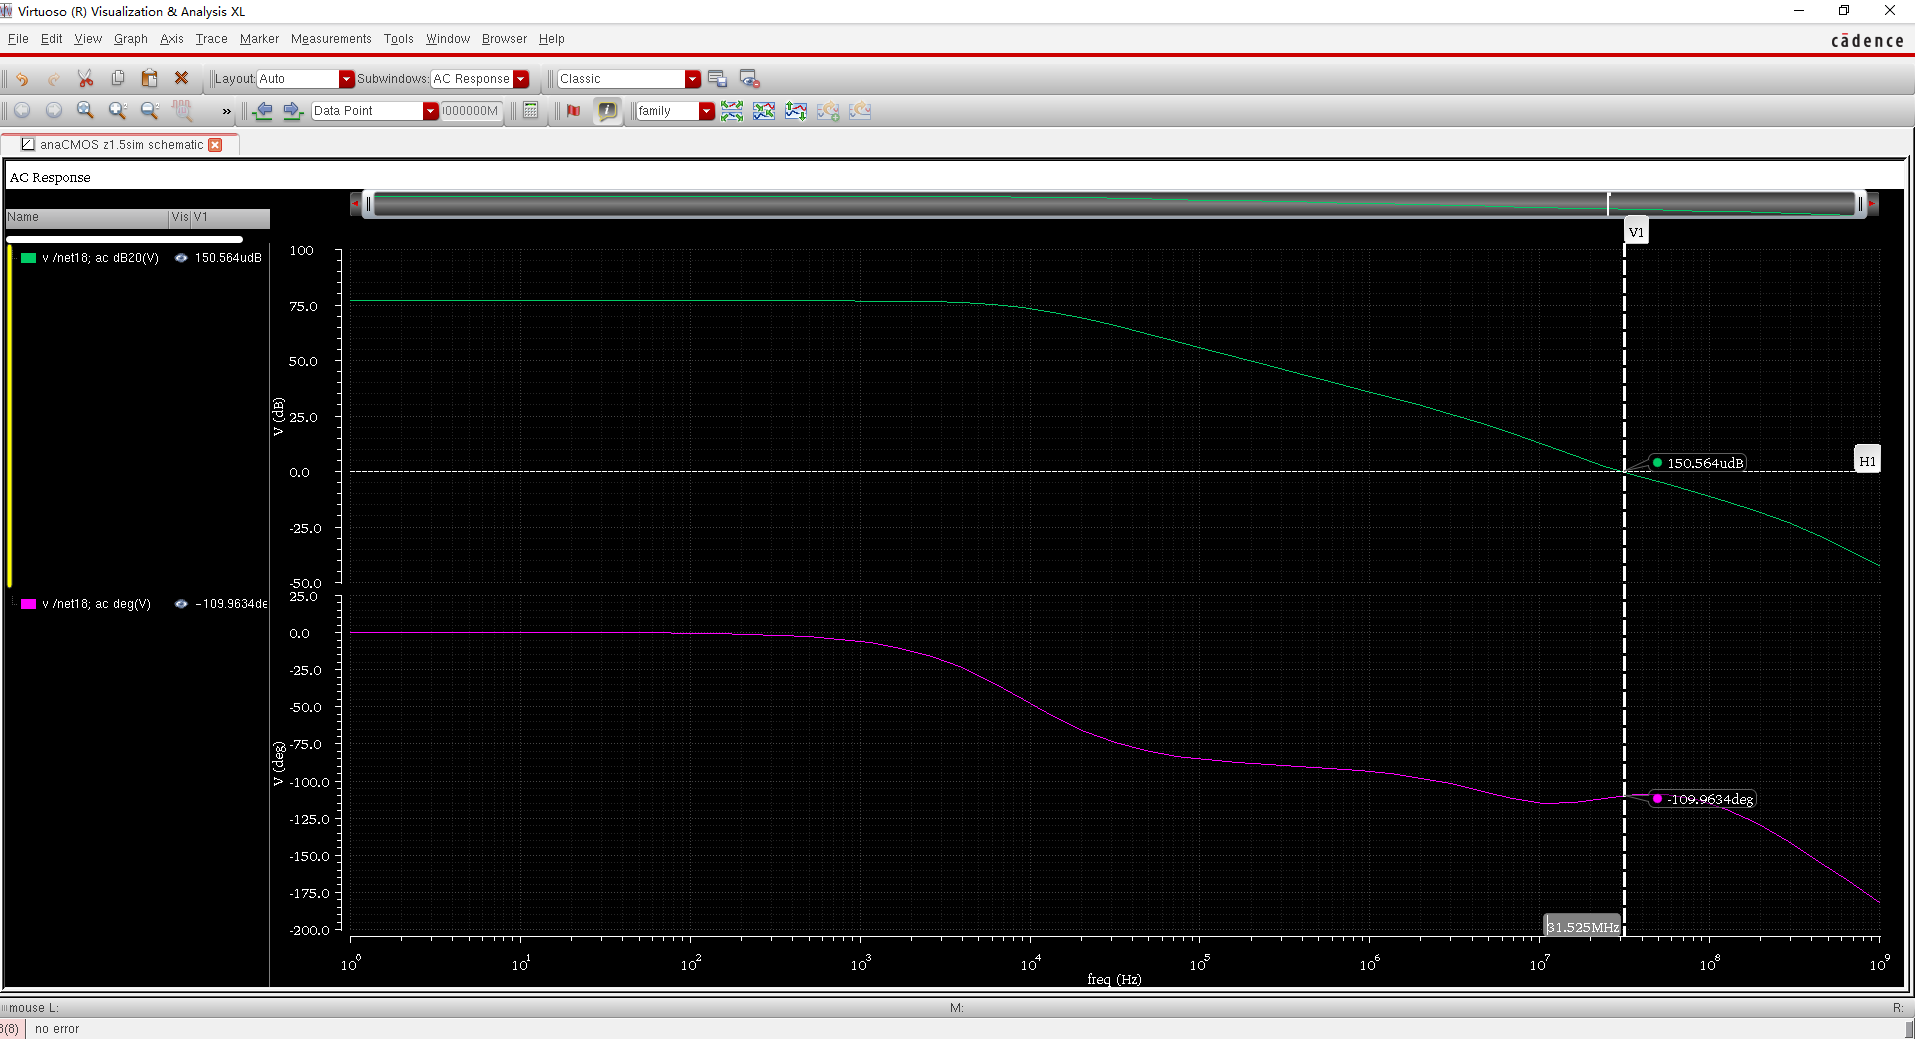 Virtuoso (R) Visualization & Analysis XL
File Edit View Graph Axis Trace Marker Measurements Tools Window Browser Help
cādence
Layout: Auto Subwindows: AC Response Classic
» Data Point 000000M family
anaCMOS z1.5sim schematic
AC Response
Name Vis V1
V1
v /net18; ac dB20(V) 150.564udB
100
75.0
50.0
25.0
0.0
-25.0
-50.0
V (dB)
150.564udB
H1
v /net18; ac deg(V) -109.9634de
25.0
0.0
-25.0
-50.0
-75.0
-100.0
-125.0
-150.0
-175.0
-200.0
V (deg)
-109.9634deg
31.525MHz
10^0 10^1 10^2 10^3 10^4 10^5 10^6 10^7 10^8 10^9
freq (Hz)
mouse L: M: R:
3(8) no error